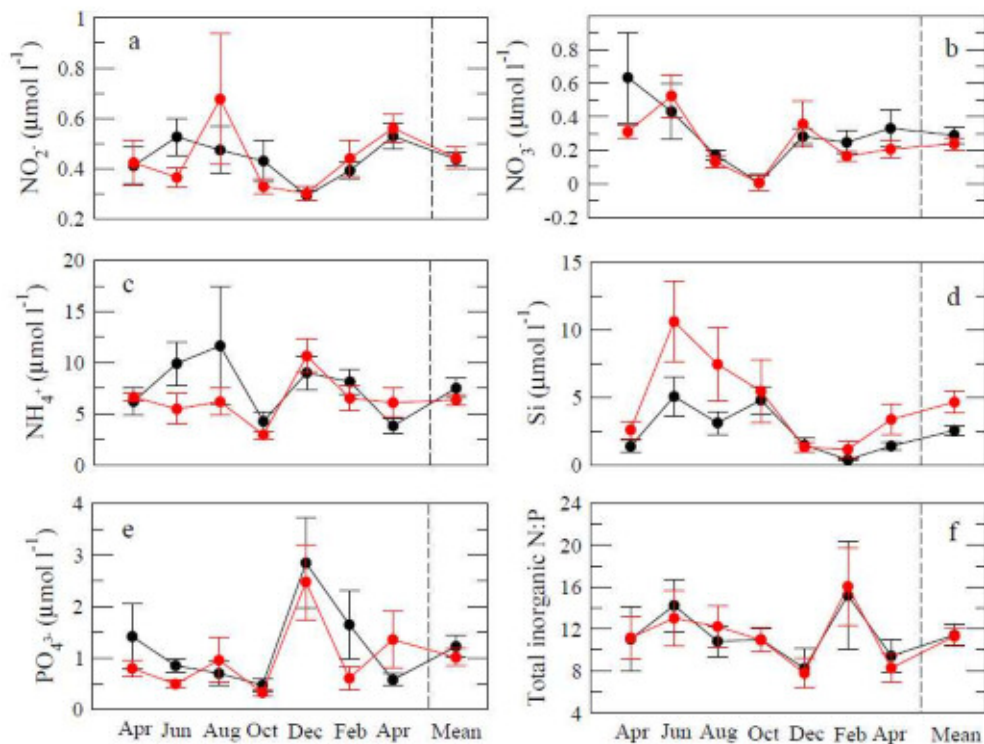 a
NO2- (μmol l-1)
1
0.8
0.6
0.4
0.2
b
NO3- (μmol l-1)
0.8
0.6
0.4
0.2
0
-0.2
c
NH4+ (μmol l-1)
20
15
10
5
0
d
Si (μmol l-1)
15
10
5
0
e
PO43- (μmol l-1)
4
3
2
1
0
Apr Jun Aug Oct Dec Feb Apr Mean
f
Total inorganic N:P
24
20
16
12
8
4
Apr Jun Aug Oct Dec Feb Apr Mean